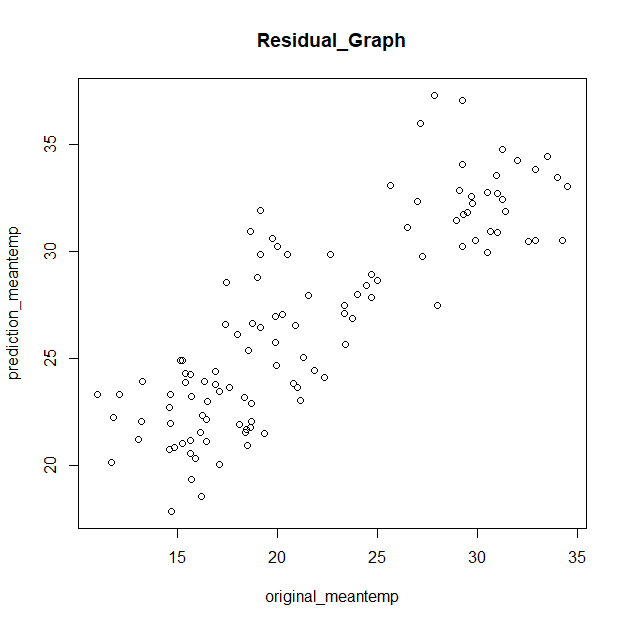 Residual_Graph
35
30
25
20
prediction_meantemp
15 20 25 30 35
original_meantemp